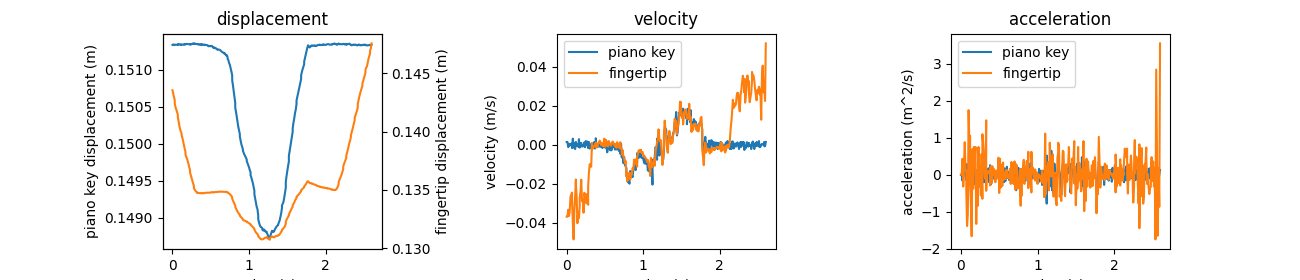 displacement
piano key displacement (m)
0.1510
0.1505
0.1500
0.1495
0.1490
0 1 2
0.145
0.140
0.135
0.130
fingertip displacement (m)
velocity
velocity (m/s)
0.04
0.02
0.00
−0.02
−0.04
piano key
fingertip
0 1 2
acceleration
acceleration (m^2/s)
3
2
1
0
−1
−2
piano key
fingertip
0 1 2